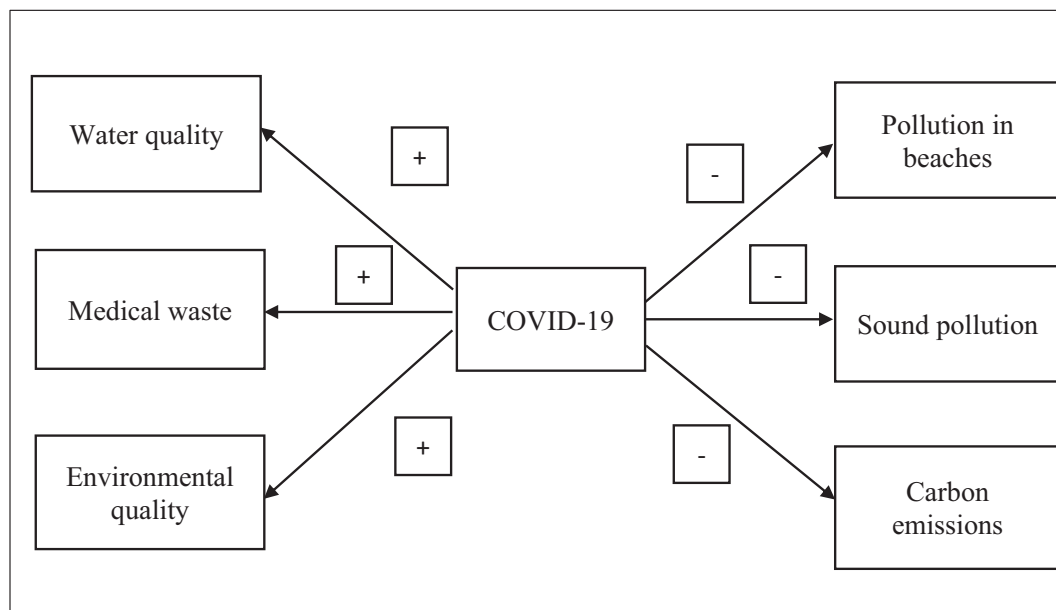 Water quality
+
Medical waste
+
Environmental
quality
+
COVID-19
-
Pollution in
beaches
-
Sound pollution
-
Carbon
emissions